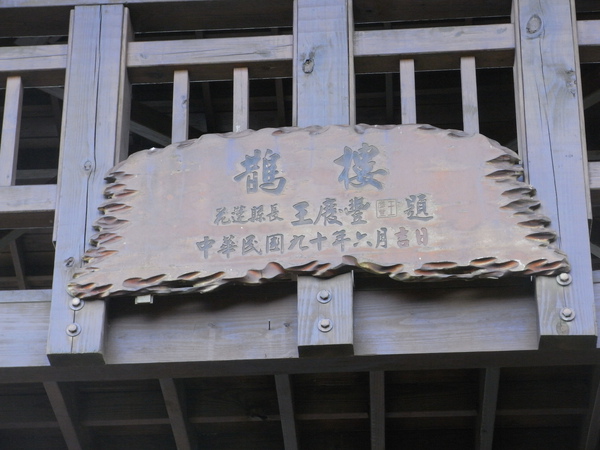 鵲樓
花蓮縣長王慶豐題
中華民國九十年六月吉日